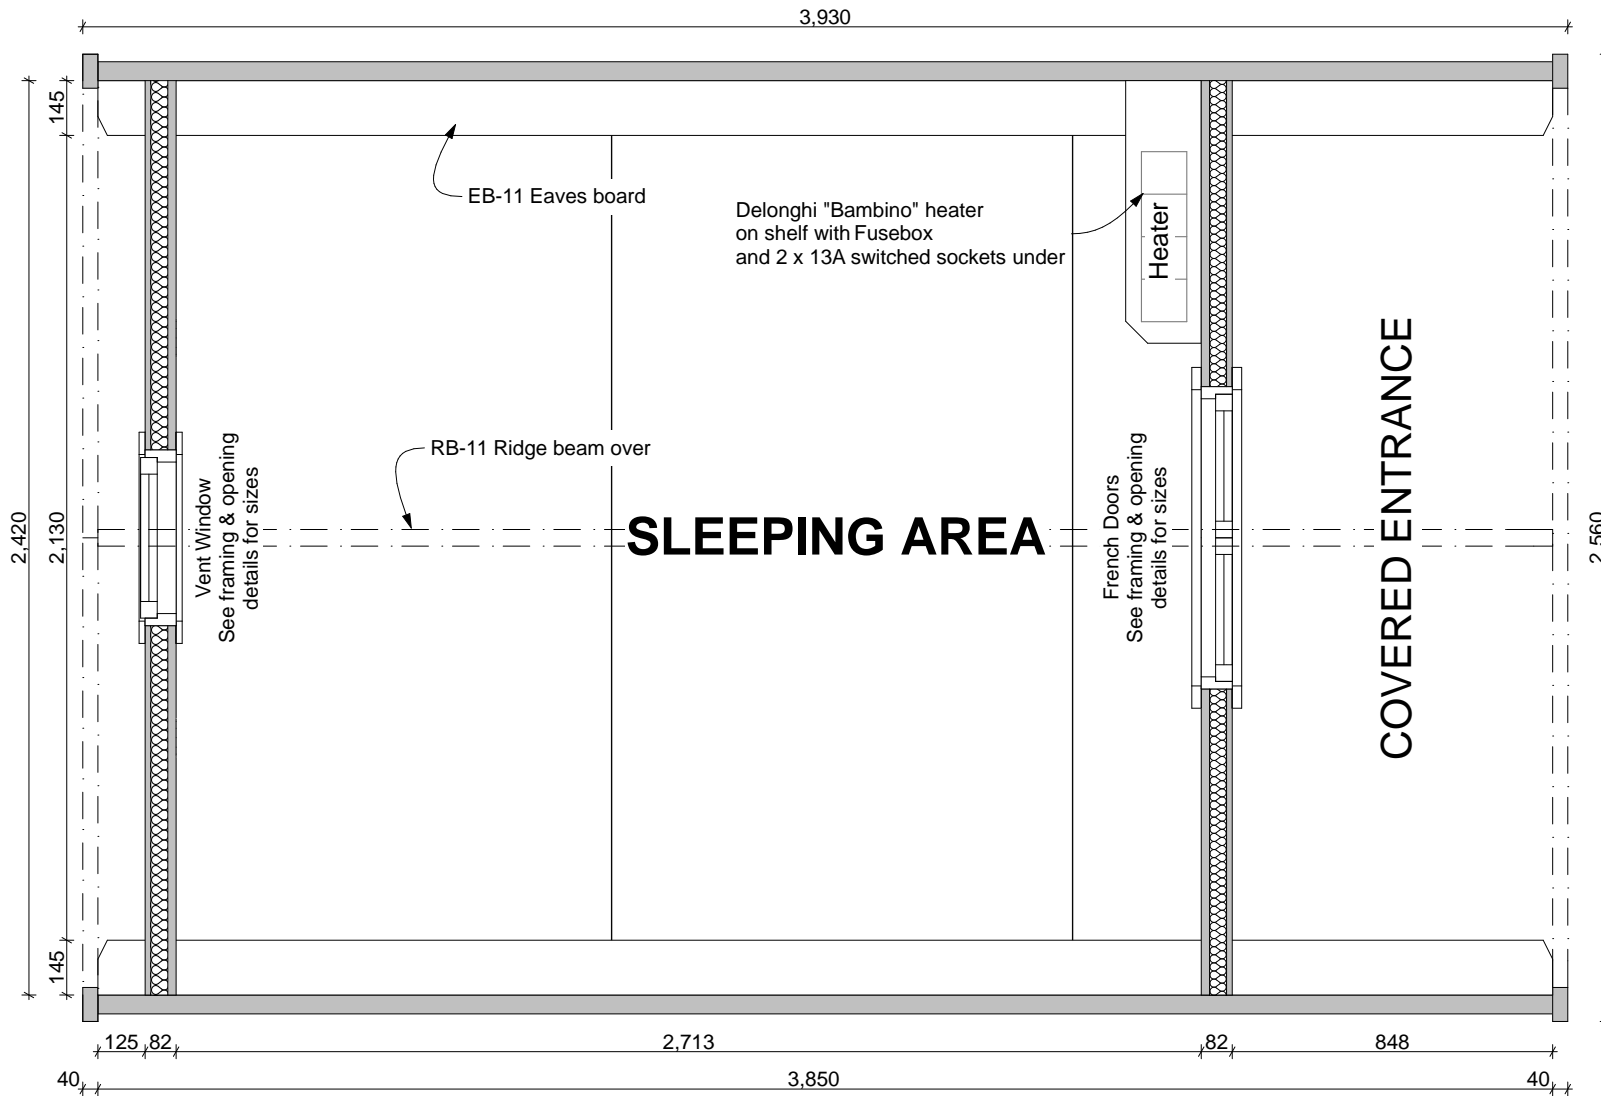 3,930
145
EB-11 Eaves board
Delonghi "Bambino" heater
on shelf with Fusebox
and 2 x 13A switched sockets under
Heater
RB-11 Ridge beam over
Vent Window
See framing & opening
details for sizes
SLEEPING AREA
French Doors
See framing & opening
details for sizes
COVERED ENTRANCE
2,420
2,130
2,560
145
125
82
2,713
82
848
40
3,850
40